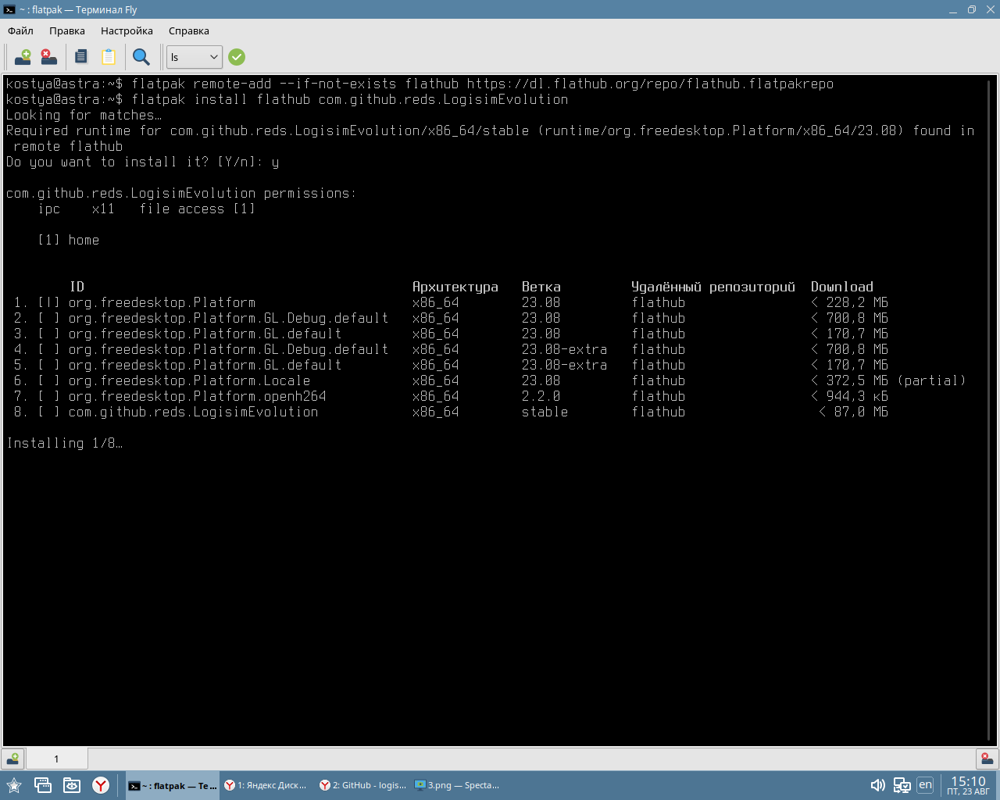 ~ : flatpak — Терминал Fly
Файл Правка Настройка Справка
ls
kostya@astra:~$ flatpak remote-add --if-not-exists flathub https://dl.flathub.org/repo/flathub.flatpakrepo
kostya@astra:~$ flatpak install flathub com.github.reds.LogisimEvolution
Looking for matches…
Required runtime for com.github.reds.LogisimEvolution/x86_64/stable (runtime/org.freedesktop.Platform/x86_64/23.08) found in
remote flathub
Do you want to install it? [Y/n]: y
com.github.reds.LogisimEvolution permissions:
ipc x11 file access [1]
[1] home
ID Архитектура Ветка Удалённый репозиторий Download
1. [|] org.freedesktop.Platform x86_64 23.08 flathub < 228,2 МБ
2. [ ] org.freedesktop.Platform.GL.Debug.default x86_64 23.08 flathub < 700,8 МБ
3. [ ] org.freedesktop.Platform.GL.default x86_64 23.08 flathub < 170,7 МБ
4. [ ] org.freedesktop.Platform.GL.Debug.default x86_64 23.08-extra flathub < 700,8 МБ
5. [ ] org.freedesktop.Platform.GL.default x86_64 23.08-extra flathub < 170,7 МБ
6. [ ] org.freedesktop.Platform.Locale x86_64 23.08 flathub < 372,5 МБ (partial)
7. [ ] org.freedesktop.Platform.openh264 x86_64 2.2.0 flathub < 944,3 кБ
8. [ ] com.github.reds.LogisimEvolution x86_64 stable flathub < 87,0 МБ
Installing 1/8…
1
~ : flatpak — Те... 1: Яндекс Диск... 2: GitHub - logis... 3.png — Specta... en 15:10
ПТ, 23 АВГ